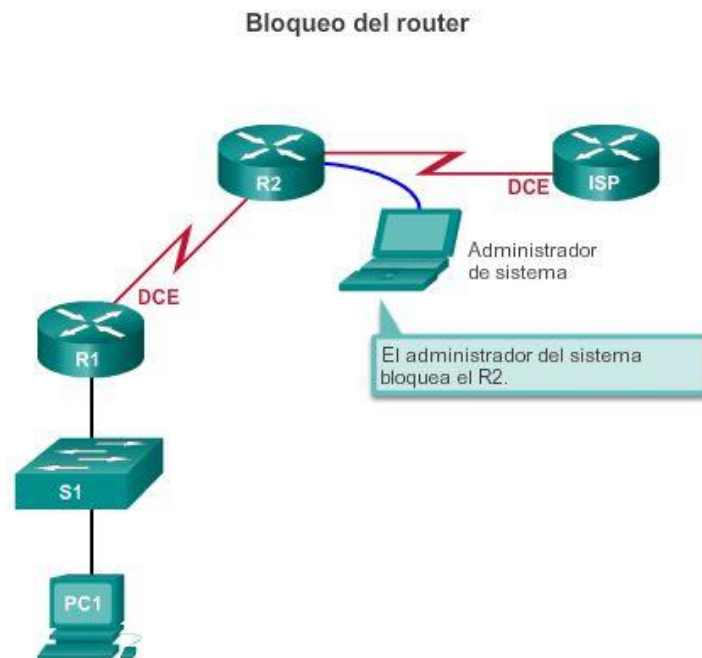 Bloqueo del router
R2
DCE
ISP
Administrador
de sistema
DCE
R1
El administrador del sistema
bloquea el R2.
S1
PC1